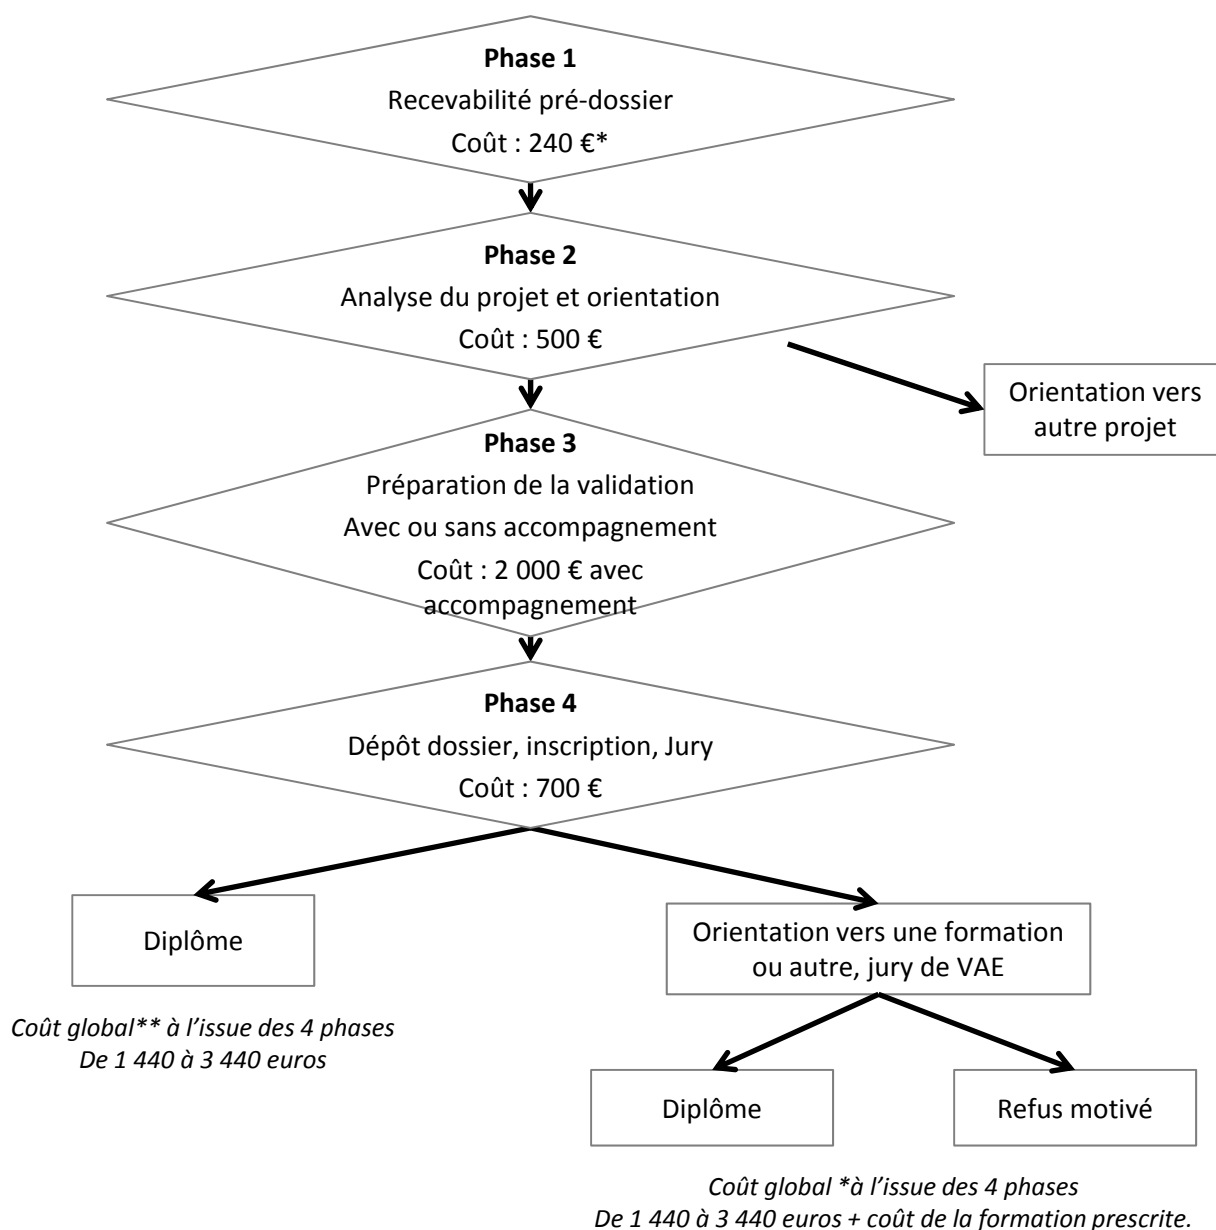 Phase 1
Recevabilité pré-dossier
Coût : 240 €*
Phase 2
Analyse du projet et orientation
Coût : 500 €
Orientation vers
autre projet
Phase 3
Préparation de la validation
Avec ou sans accompagnement
Coût : 2 000 € avec
accompagnement
Phase 4
Dépôt dossier, inscription, Jury
Coût : 700 €
Diplôme
Orientation vers une formation
ou autre, jury de VAE
Coût global** à l’issue des 4 phases
De 1 440 à 3 440 euros
Diplôme
Refus motivé
Coût global *à l’issue des 4 phases
De 1 440 à 3 440 euros + coût de la formation prescrite.